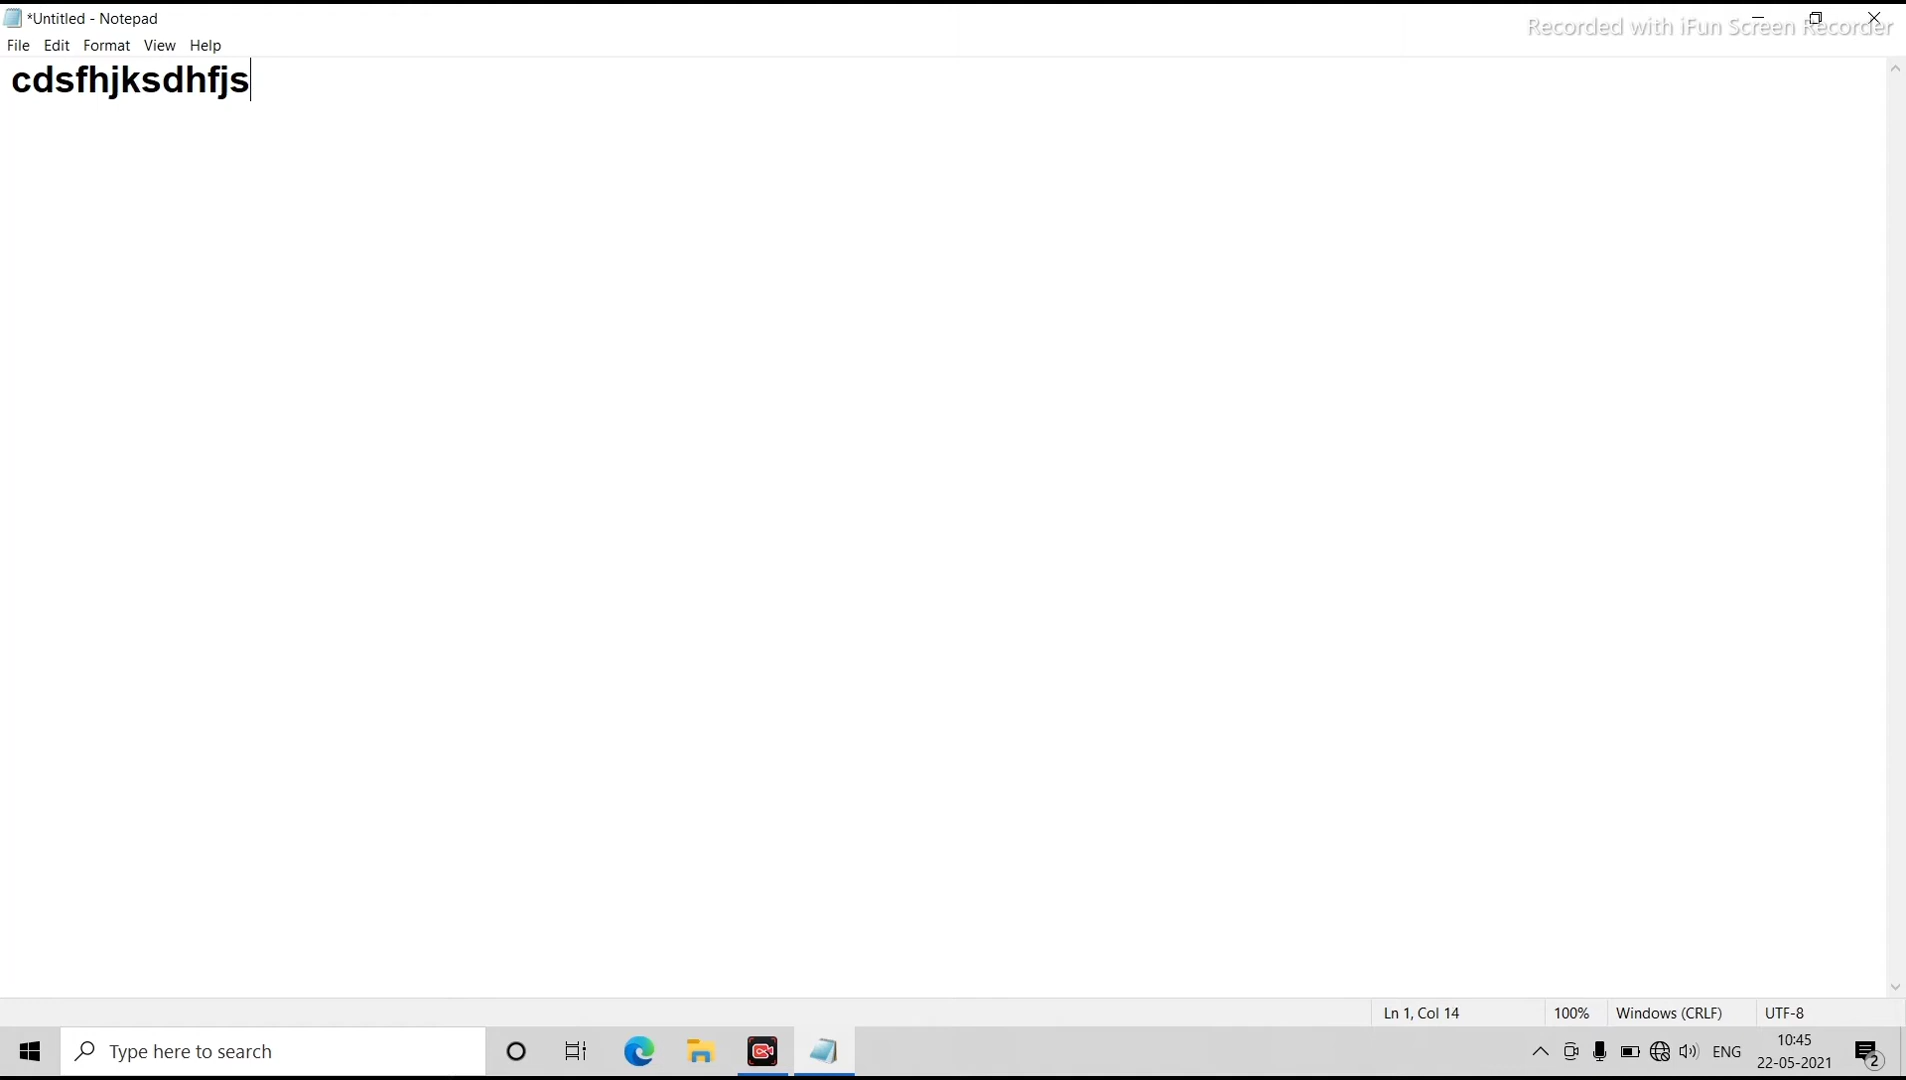 *Untitled - Notepad
Recorded with iFun Screen Recorder
File Edit Format View Help
cdsfhjksdhfjs
Ln 1, Col 14 100% Windows (CRLF) UTF-8
Type here to search
ENG
10:45
22-05-2021
2